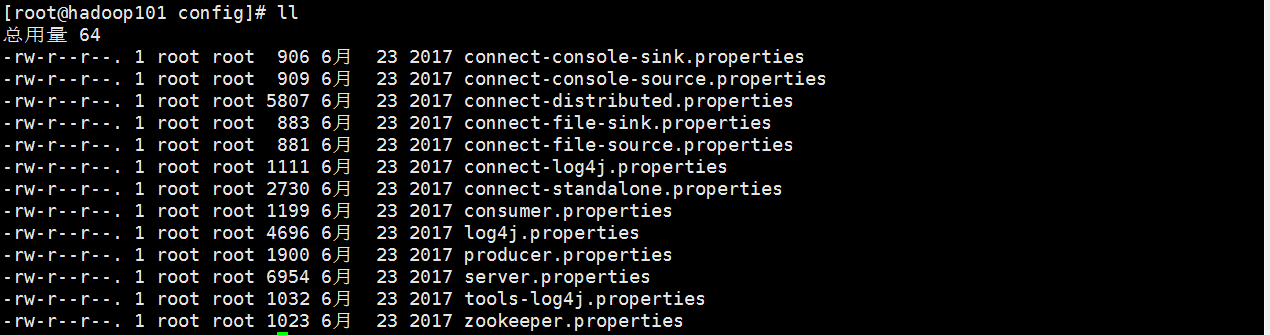 [root@hadoop101 config]# ll
总用量 64
-rw-r--r--. 1 root root  906 6月  23 2017 connect-console-sink.properties
-rw-r--r--. 1 root root  909 6月  23 2017 connect-console-source.properties
-rw-r--r--. 1 root root 5807 6月  23 2017 connect-distributed.properties
-rw-r--r--. 1 root root  883 6月  23 2017 connect-file-sink.properties
-rw-r--r--. 1 root root  881 6月  23 2017 connect-file-source.properties
-rw-r--r--. 1 root root 1111 6月  23 2017 connect-log4j.properties
-rw-r--r--. 1 root root 2730 6月  23 2017 connect-standalone.properties
-rw-r--r--. 1 root root 1199 6月  23 2017 consumer.properties
-rw-r--r--. 1 root root 4696 6月  23 2017 log4j.properties
-rw-r--r--. 1 root root 1900 6月  23 2017 producer.properties
-rw-r--r--. 1 root root 6954 6月  23 2017 server.properties
-rw-r--r--. 1 root root 1032 6月  23 2017 tools-log4j.properties
-rw-r--r--. 1 root root 1023 6月  23 2017 zookeeper.properties